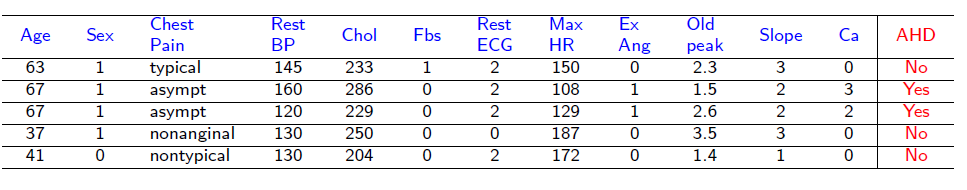 Age Sex Chest Pain Rest BP Chol Fbs Rest ECG Max HR Ex Ang Old peak Slope Ca AHD
63 1 typical 145 233 1 2 150 0 2.3 3 0 No
67 1 asympt 160 286 0 2 108 1 1.5 2 3 Yes
67 1 asympt 120 229 0 2 129 1 2.6 2 2 Yes
37 1 nonanginal 130 250 0 0 187 0 3.5 3 0 No
41 0 nontypical 130 204 0 2 172 0 1.4 1 0 No